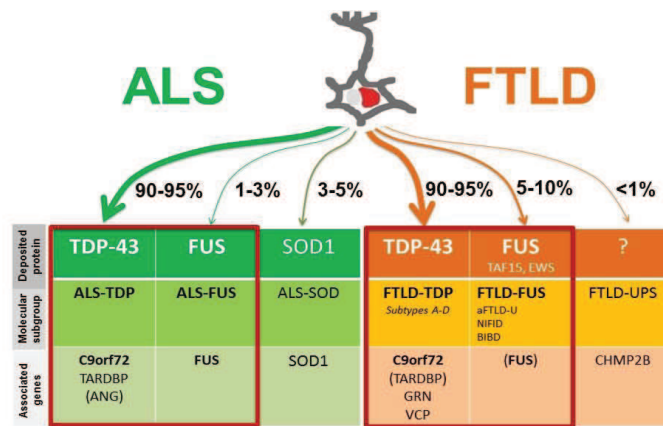 ALS
FTLD
90-95%
1-3%
3-5%
90-95%
5-10%
<1%
Deposited
protein
TDP-43
FUS
SOD1
TDP-43
FUS
TAF15, EWS
?
Molecular
subgroup
ALS-TDP
ALS-FUS
ALS-SOD
FTLD-TDP
Subtypes A-D
FTLD-FUS
aFTLD-U
NIFID
BIBD
FTLD-UPS
Associated
genes
C9orf72
TARDBP
(ANG)
FUS
SOD1
C9orf72
(TARDBP)
GRN
VCP
(FUS)
CHMP2B